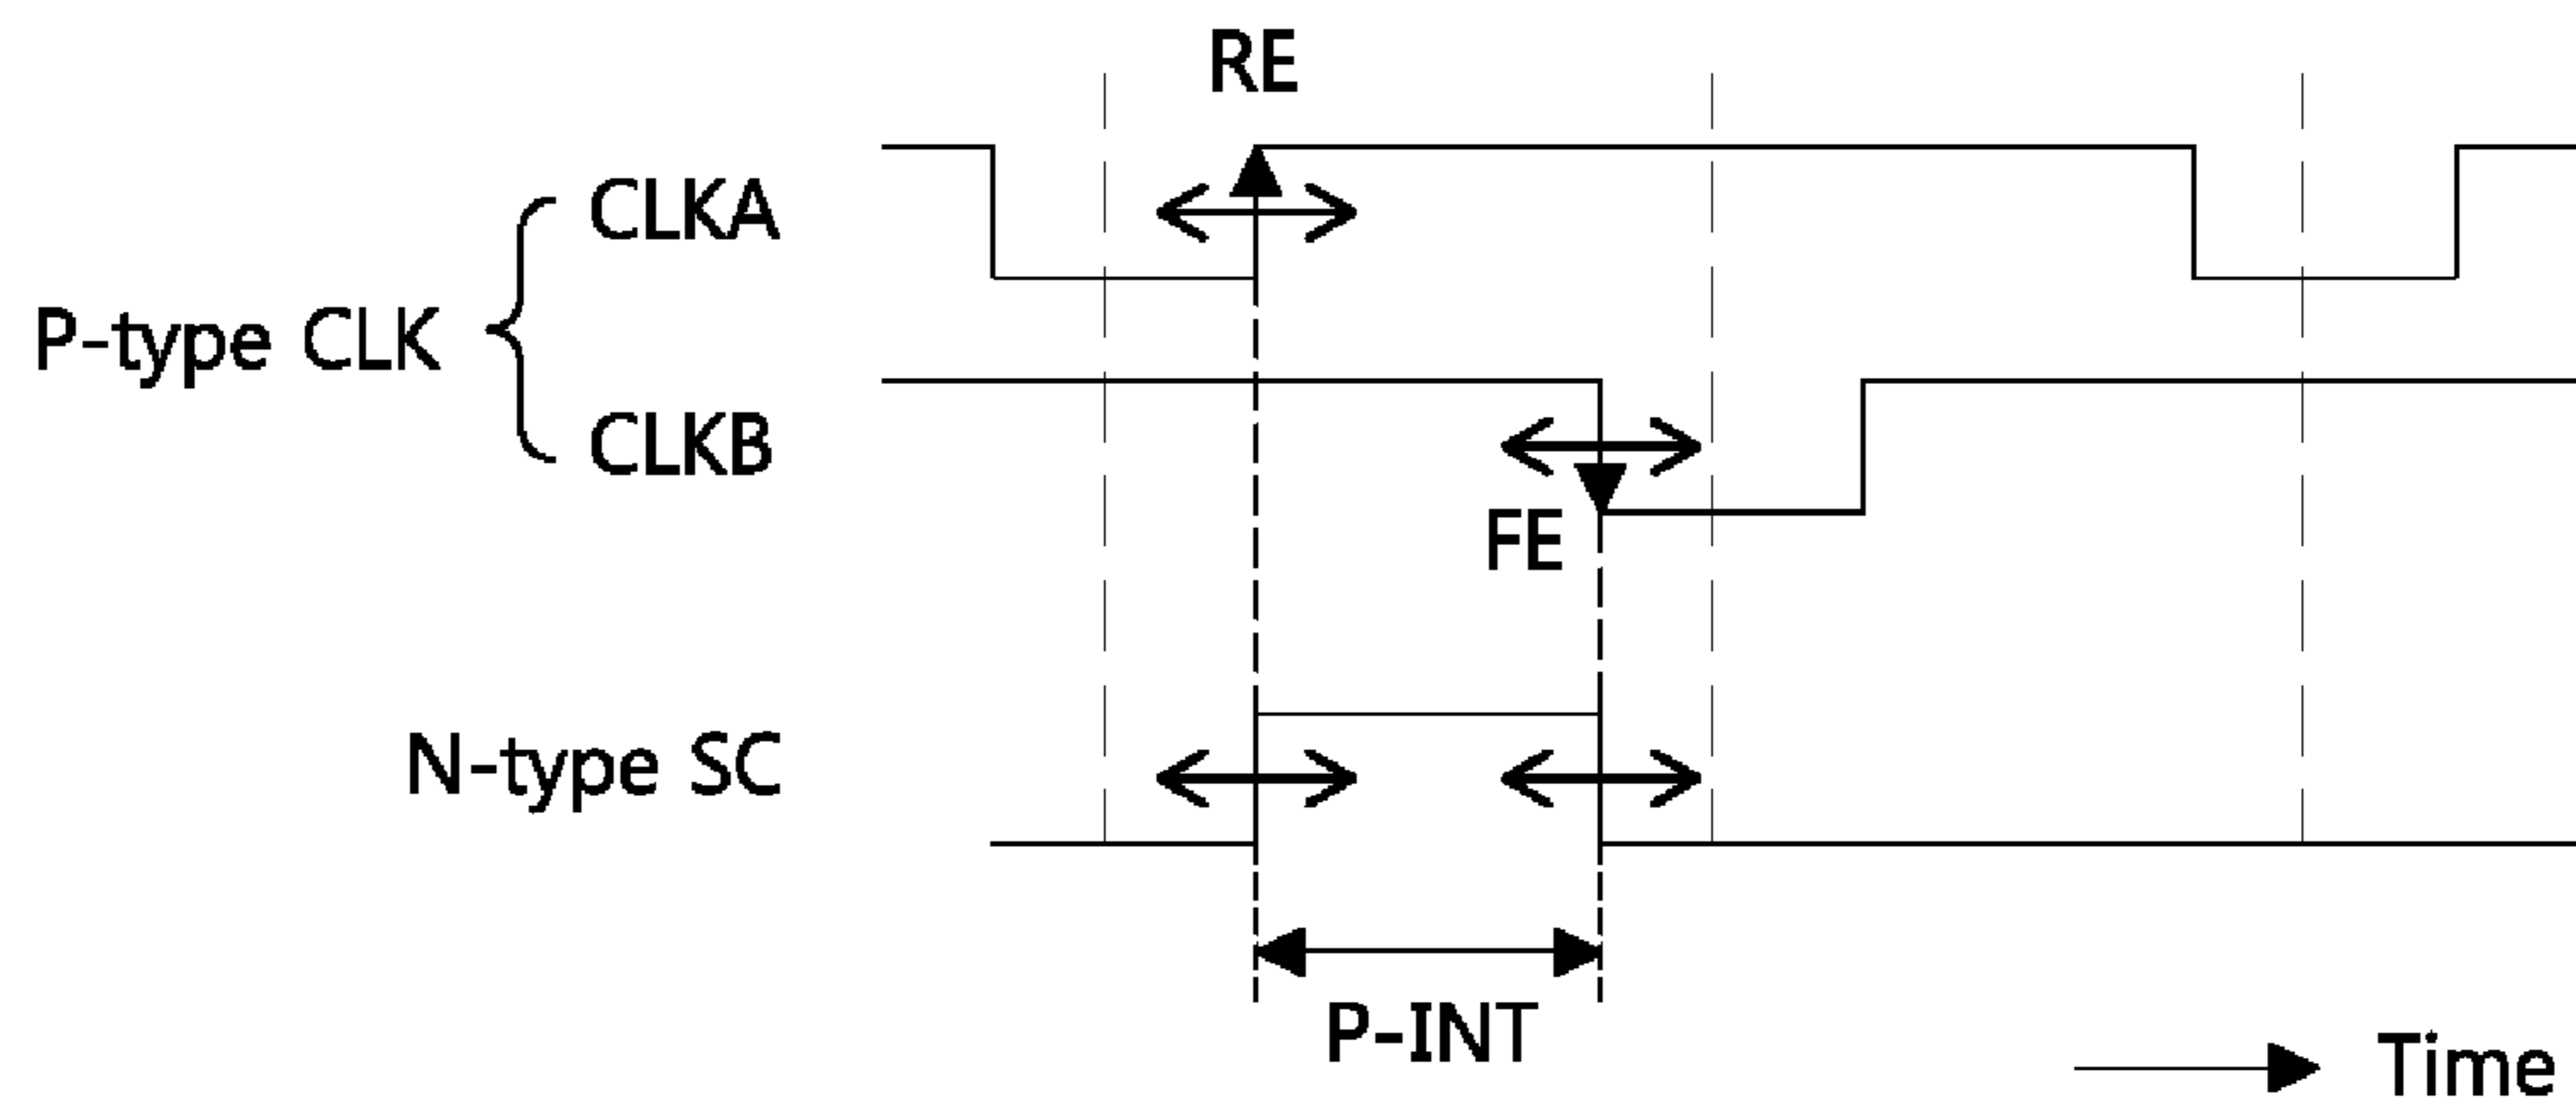 RE
CLKA
P-type CLK
CLKB
FE
N-type SC
P-INT
Time